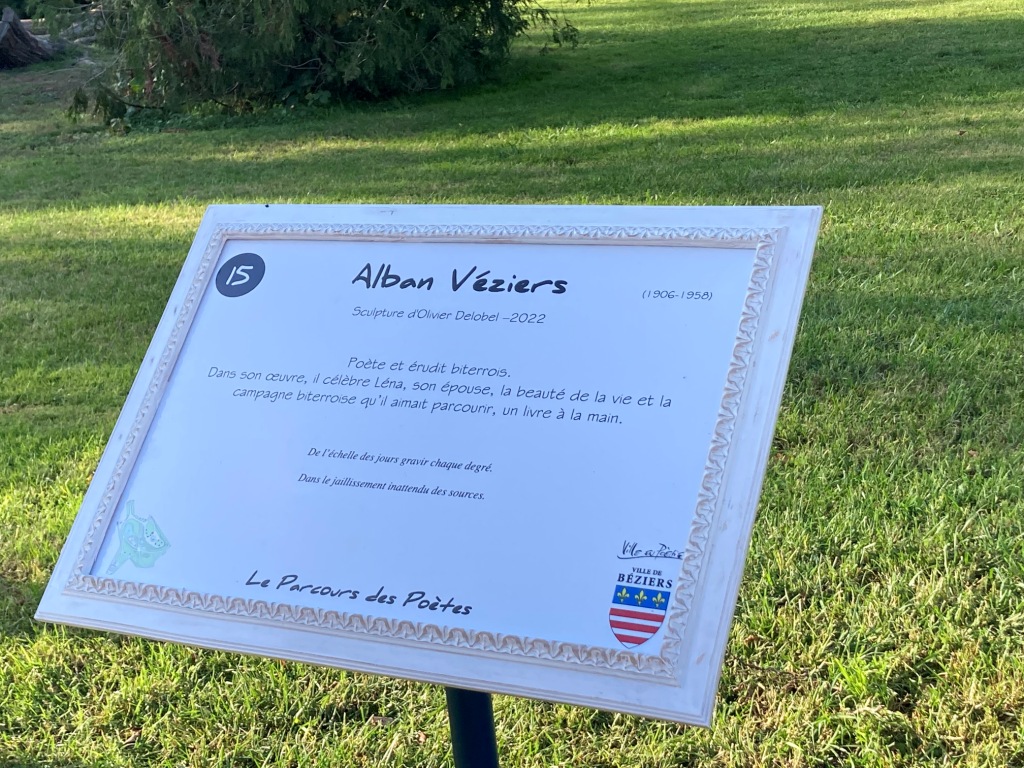 15
Alban Véziers
(1906-1958)
Sculpture d'Olivier Delobel –2022
Poète et érudit biterrois.
Dans son œuvre, il célèbre Léna, son épouse, la beauté de la vie et la
campagne biterroise qu'il aimait parcourir, un livre à la main.
De l'échelle des jours gravir chaque degré.
Dans le jaillissement inattendu des sources.
Le Parcours des Poètes
Ville
VILLE DE
BÉZIERS